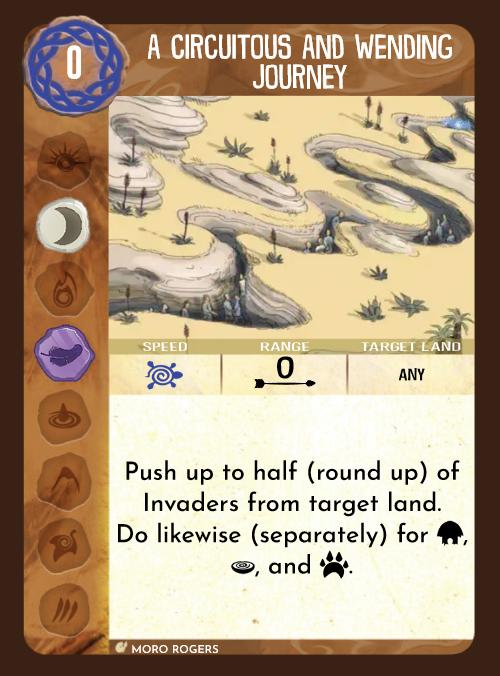 0
A CIRCUITOUS AND WENDING
JOURNEY
SPEED RANGE TARGET LAND
0 ANY
Push up to half (round up) of
Invaders from target land.
Do likewise (separately) for ,
, and .
MORO ROGERS